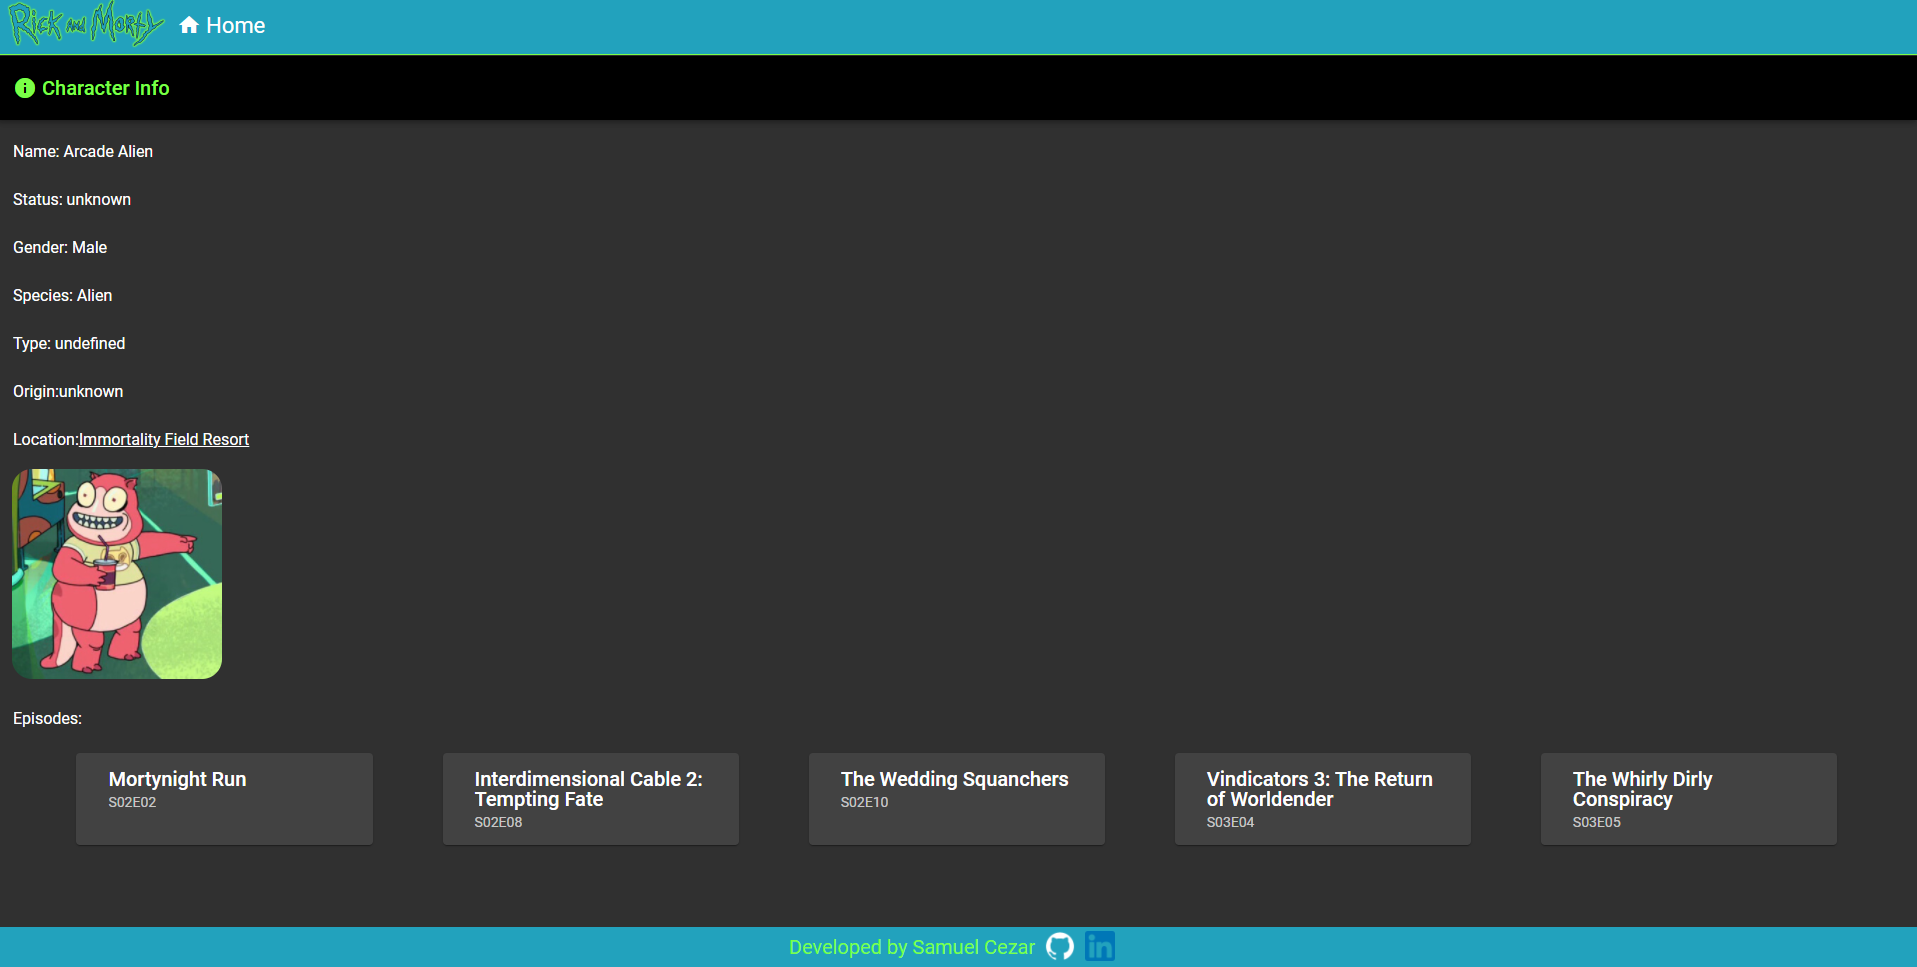 Rick and Morty
Home
Character Info
Name: Arcade Alien
Status: unknown
Gender: Male
Species: Alien
Type: undefined
Origin:unknown
Location:Immortality Field Resort
Episodes:
Mortynight Run
S02E02
Interdimensional Cable 2:
Tempting Fate
S02E08
The Wedding Squanchers
S02E10
Vindicators 3: The Return
of Worldender
S03E04
The Whirly Dirly
Conspiracy
S03E05
Developed by Samuel Cezar
in